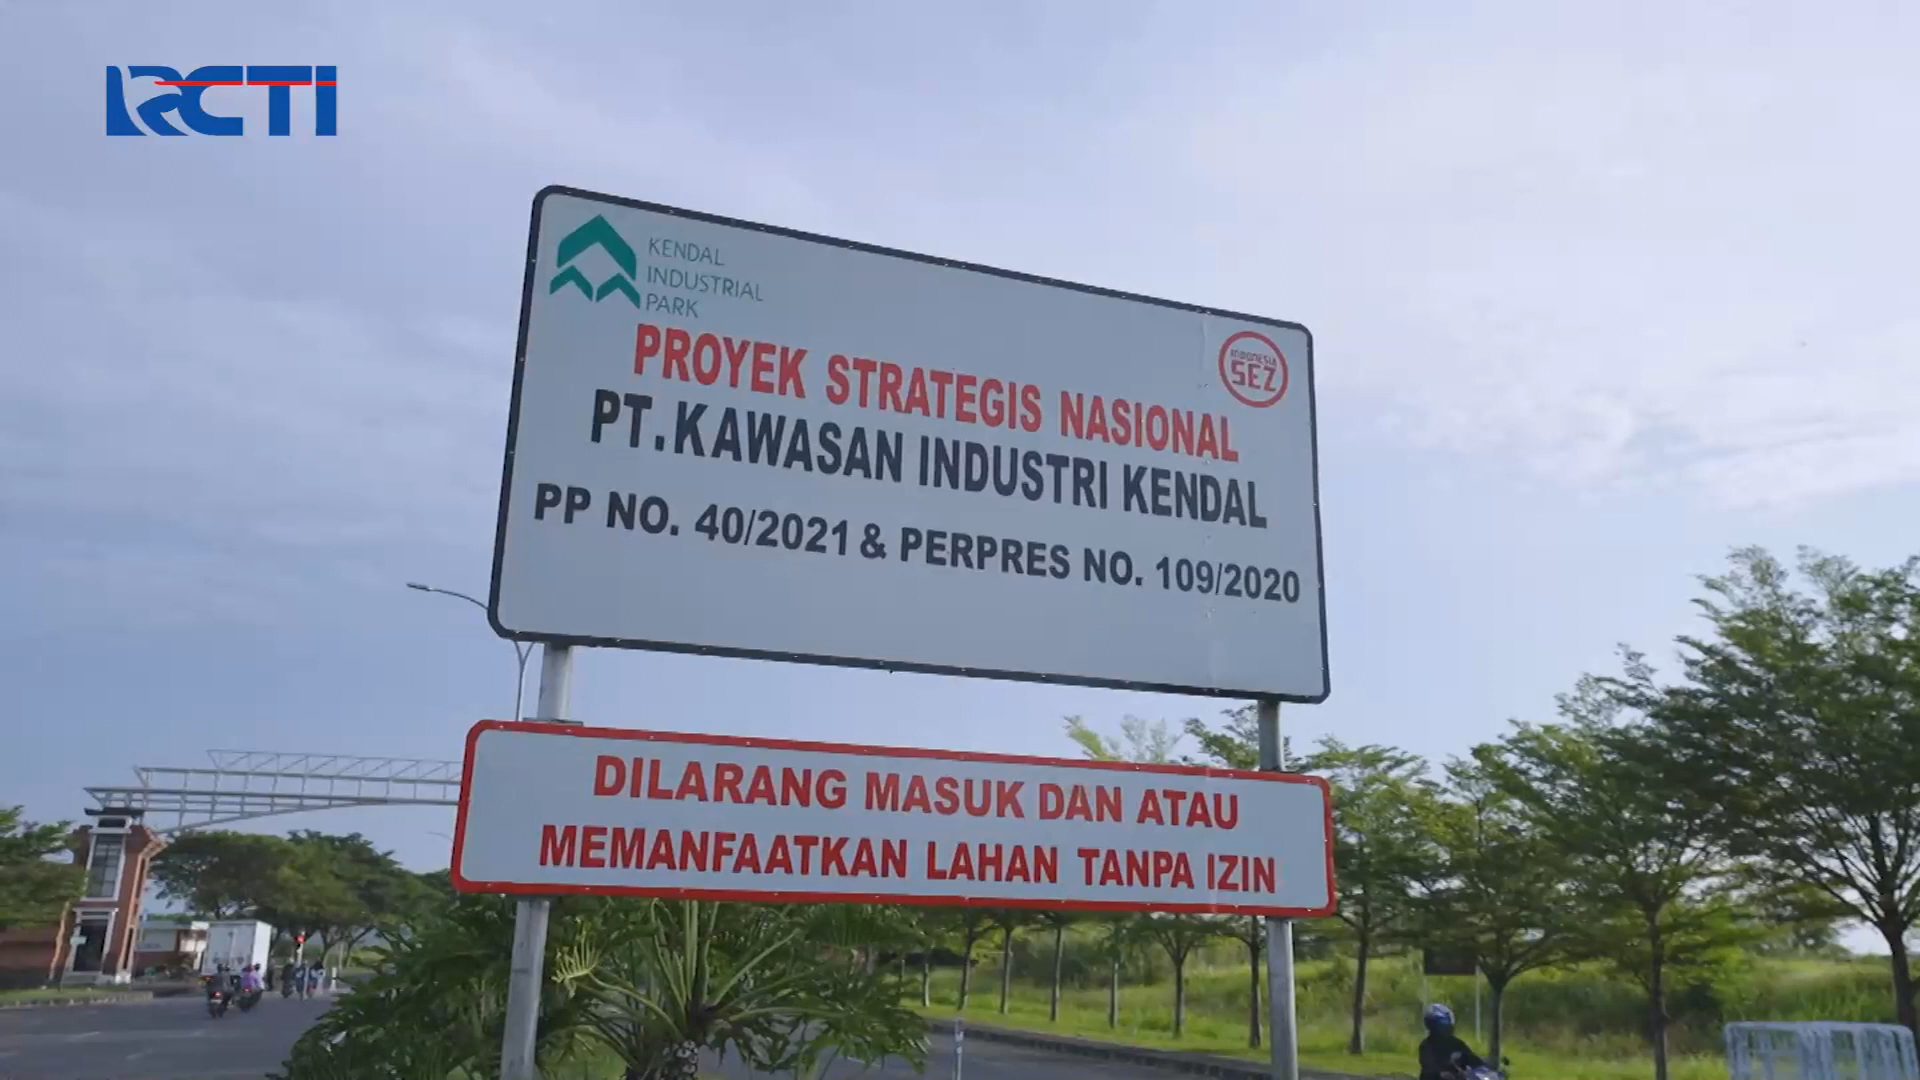 RCTI
KENDAL
INDUSTRIAL
PARK
INDONESIA
SEZ
PROYEK STRATEGIS NASIONAL
PT.KAWASAN INDUSTRI KENDAL
PP NO. 40/2021 & PERPRES NO. 109/2020
DILARANG MASUK DAN ATAU
MEMANFAATKAN LAHAN TANPA IZIN